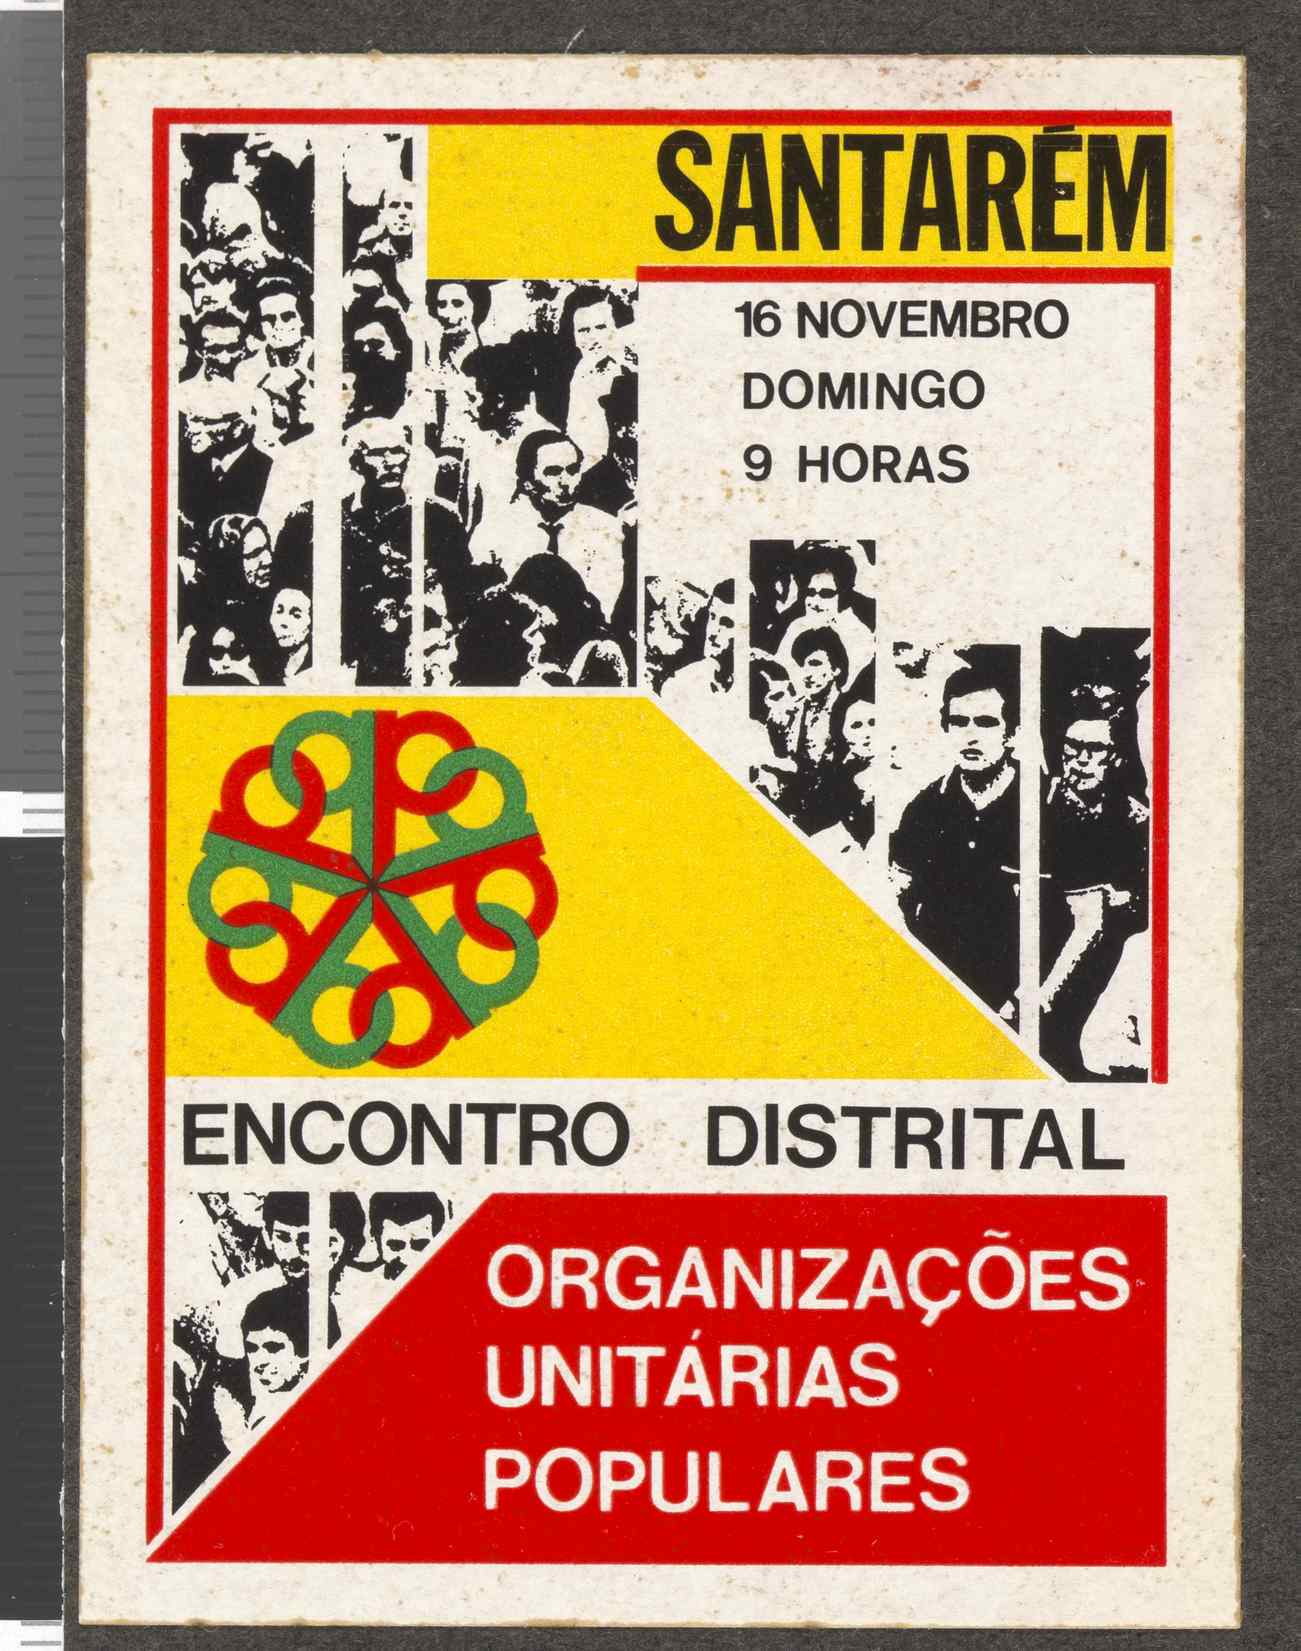 SANTARÉM
16 NOVEMBRO
DOMINGO
9 HORAS
ENCONTRO DISTRITAL
ORGANIZAÇÕES
UNITÁRIAS
POPULARES